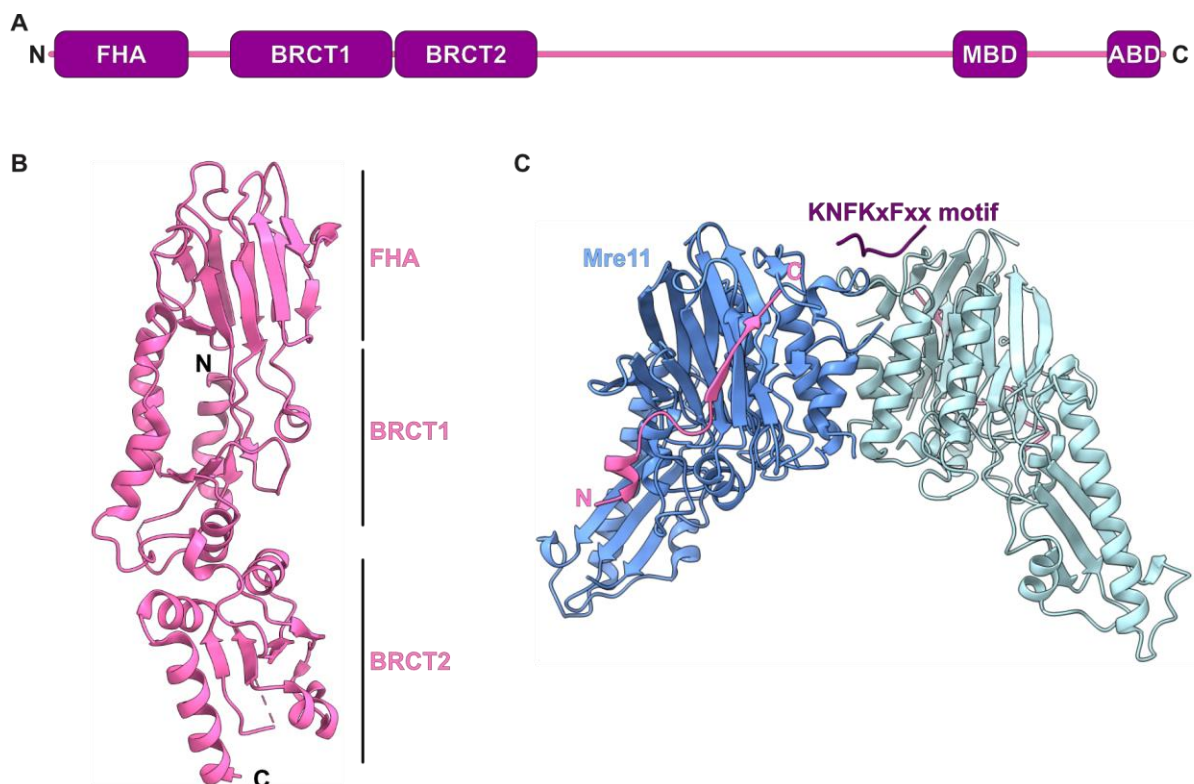 A
N FHA BRCT1 BRCT2 MBD ABD C
B
FHA
N
BRCT1
BRCT2
C
C
KNFKxFxx motif
Mre11
C
N